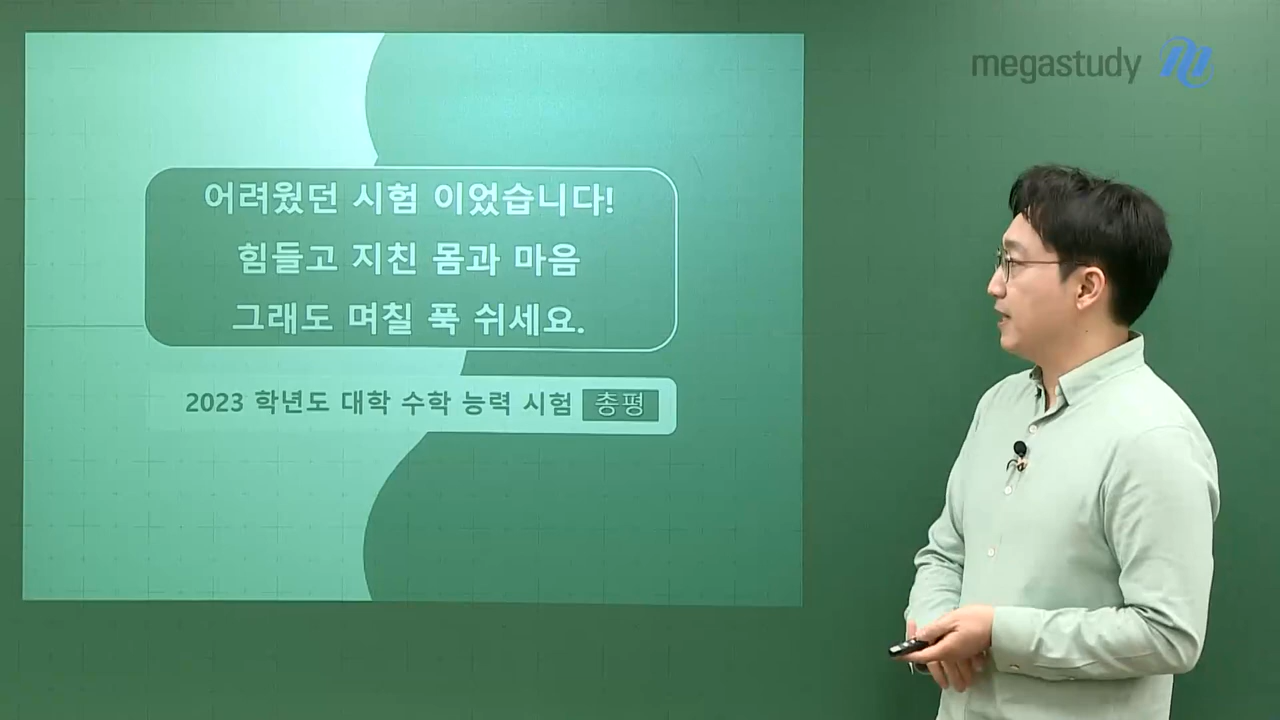 megastudy
어려웠던 시험 이었습니다!
힘들고 지친 몸과 마음
그래도 며칠 푹 쉬세요.
2023 학년도 대학 수학 능력 시험 총평